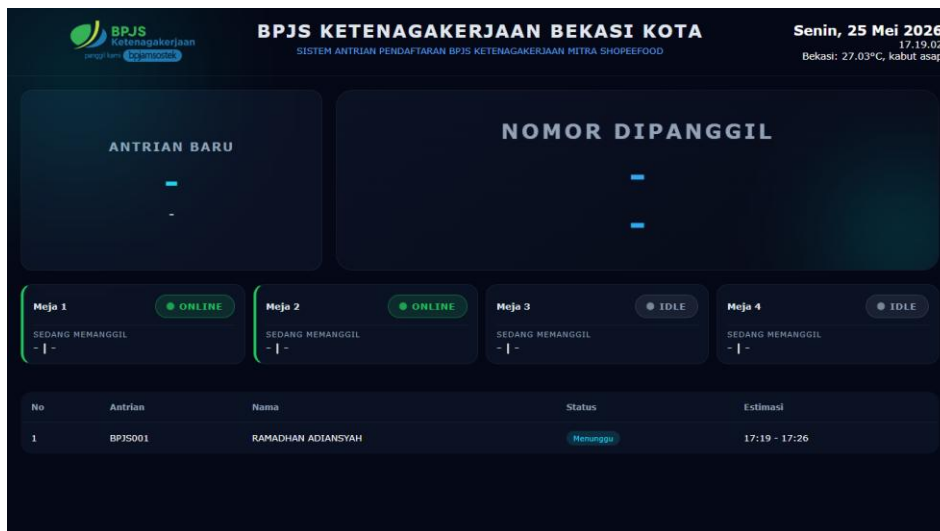 BPJS
Ketenagakerjaan
panggil kami bpjamsostek
BPJS KETENAGAKERJAAN BEKASI KOTA
SISTEM ANTRIAN PENDAFTARAN BPJS KETENAGAKERJAAN MITRA SHOPEEFOOD
Senin, 25 Mei 2026
17.19.02
Bekasi: 27.03°C, kabut asap
ANTRIAN BARU
-
-
NOMOR DIPANGGIL
-
-
Meja 1 ONLINE
SEDANG MEMANGGIL
- | -
Meja 2 ONLINE
SEDANG MEMANGGIL
- | -
Meja 3 IDLE
SEDANG MEMANGGIL
- | -
Meja 4 IDLE
SEDANG MEMANGGIL
- | -
No Antrian Nama Status Estimasi
1 BPJS001 RAMADHAN ADIANSYAH Menunggu 17:19 - 17:26